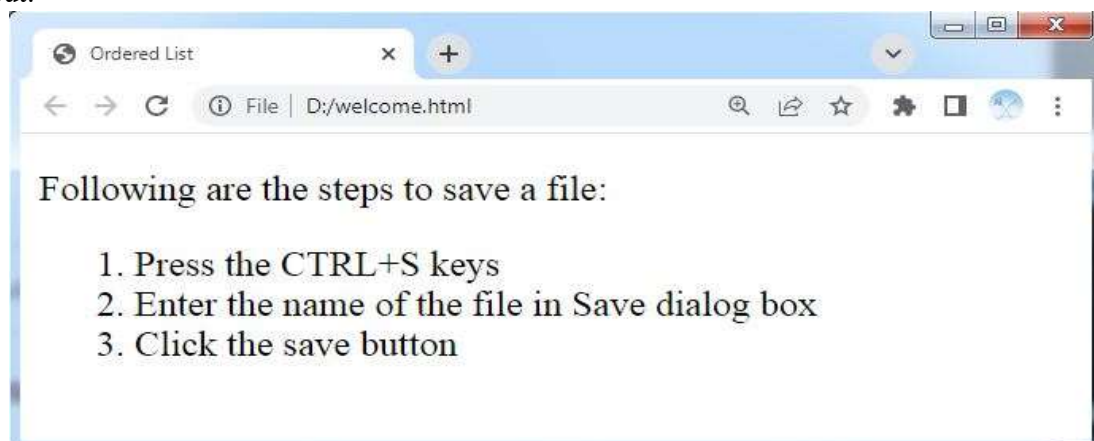 Ordered List
File | D:/welcome.html
Following are the steps to save a file:
1. Press the CTRL+S keys
2. Enter the name of the file in Save dialog box
3. Click the save button